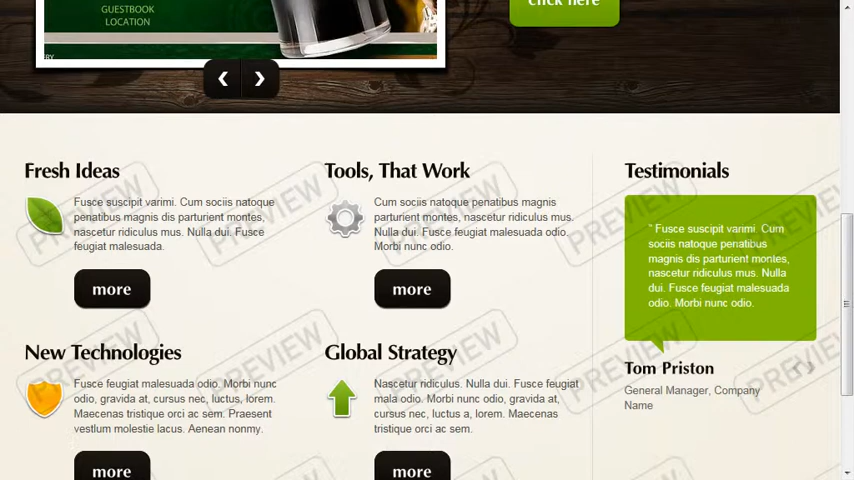 GUESTBOOK
LOCATION
click here
Fresh Ideas
Fusce suscipit varimi. Cum sociis natoque
penatibus magnis dis parturient montes,
nascetur ridiculus mus. Nulla dui. Fusce
feugiat malesuada.
more
Tools, That Work
Cum sociis natoque penatibus magnis
parturient montes, nascetur ridiculus mus.
Nulla dui. Fusce feugiat malesuada odio.
Morbi nunc odio.
more
Testimonials
" Fusce suscipit varimi. Cum
sociis natoque penatibus
magnis dis parturient montes,
nascetur ridiculus mus. Nulla
dui. Fusce feugiat malesuada
odio. Morbi nunc odio.
Tom Priston
General Manager, Company
Name
New Technologies
Fusce feugiat malesuada odio. Morbi nunc
odio, gravida at, cursus nec, luctus, lorem.
Maecenas tristique orci ac sem. Praesent
vestlum molestie lacus. Aenean nonmy.
more
Global Strategy
Nascetur ridiculus. Nulla dui. Fusce feugiat
mala odio. Morbi nunc odio, gravida at,
cursus nec, luctus a, lorem. Maecenas
tristique orci ac sem.
more
PREVIEW
PREVIEW
PREVIEW
PREVIEW
PREVIEW
PREVIEW